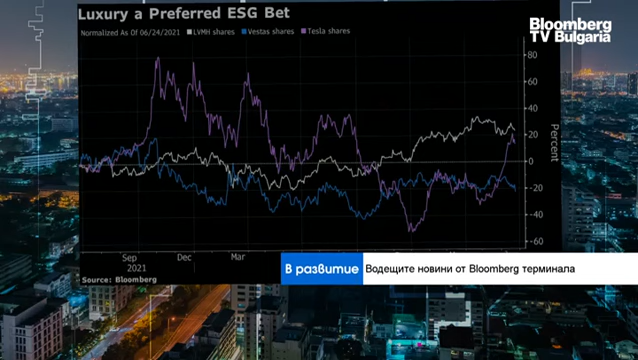 Luxury a Preferred ESG Bet
Bloomberg
TV Bulgaria
Normalized As Of 06/24/2021 LVMH shares Vestas shares Tesla shares
80
60
40
20
0
-20
-40
-60
Percent
Sep Dec Mar
2021
Source: Bloomberg
В развитие Водещите новини от Bloomberg терминала